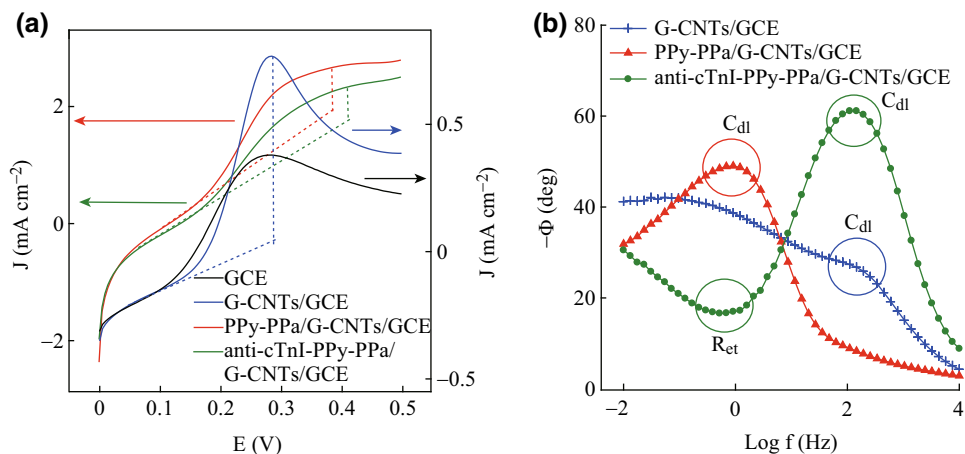 (a)
J (mA cm⁻²)
2
0
−2
0.5
0
−0.5
J (mA cm⁻²)
GCE
G-CNTs/GCE
PPy-PPa/G-CNTs/GCE
anti-cTnI-PPy-PPa/
G-CNTs/GCE
0 0.1 0.2 0.3 0.4 0.5
E (V)
(b)
−Φ (deg)
80
60
40
20
0
G-CNTs/GCE
PPy-PPa/G-CNTs/GCE
anti-cTnI-PPy-PPa/G-CNTs/GCE
Cdl
Cdl
Cdl
Ret
−2 0 2 4
Log f (Hz)